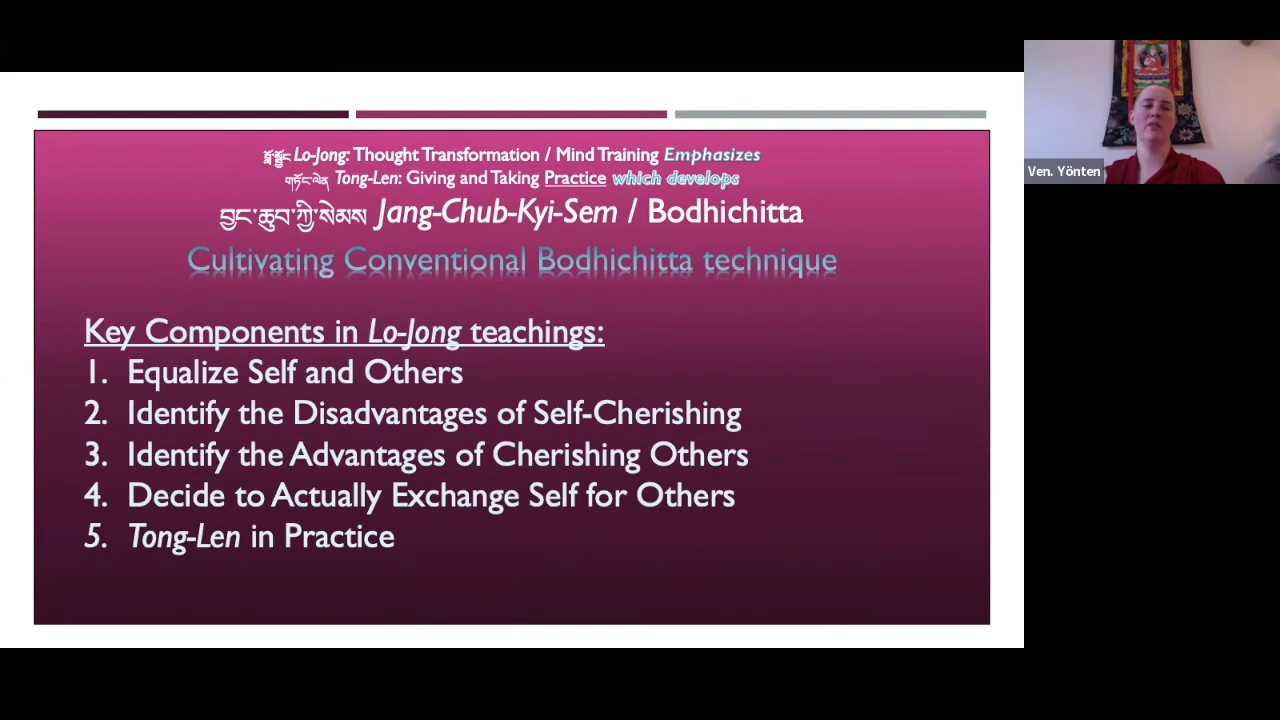 བློ་སྦྱོང Lo-Jong: Thought Transformation / Mind Training Emphasizes
གཏོང་ལེན Tong-Len: Giving and Taking Practice which develops
བྱང་ཆུབ་ཀྱི་སེམས Jang-Chub-Kyi-Sem / Bodhichitta
Cultivating Conventional Bodhichitta technique
Key Components in Lo-Jong teachings:
1. Equalize Self and Others
2. Identify the Disadvantages of Self-Cherishing
3. Identify the Advantages of Cherishing Others
4. Decide to Actually Exchange Self for Others
5. Tong-Len in Practice
Ven. Yönten